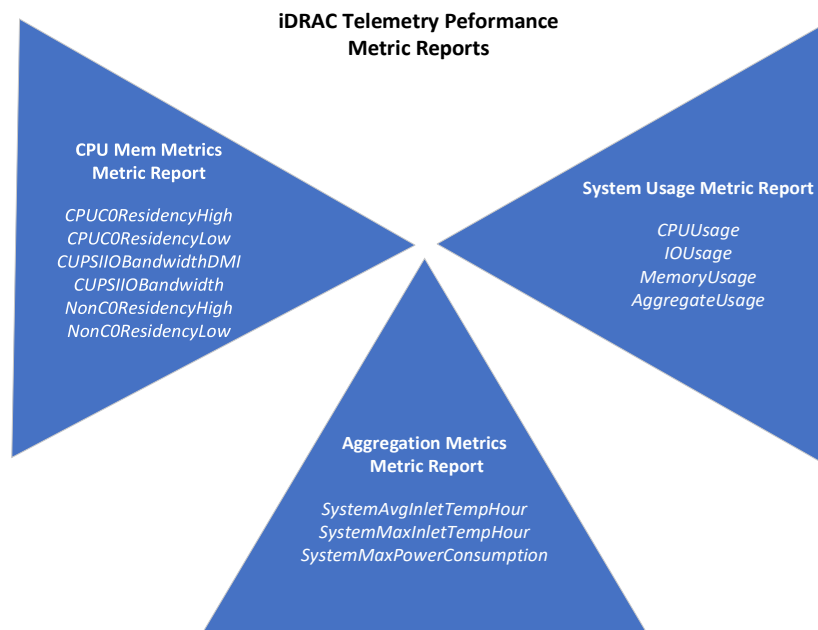 iDRAC Telemetry Peformance
Metric Reports
CPU Mem Metrics
Metric Report
CPUC0ResidencyHigh
CPUC0ResidencyLow
CUPSIIOBandwidthDMI
CUPSIIOBandwidth
NonC0ResidencyHigh
NonC0ResidencyLow
System Usage Metric Report
CPUUsage
IOUsage
MemoryUsage
AggregateUsage
Aggregation Metrics
Metric Report
SystemAvgInletTempHour
SystemMaxInletTempHour
SystemMaxPowerConsumption